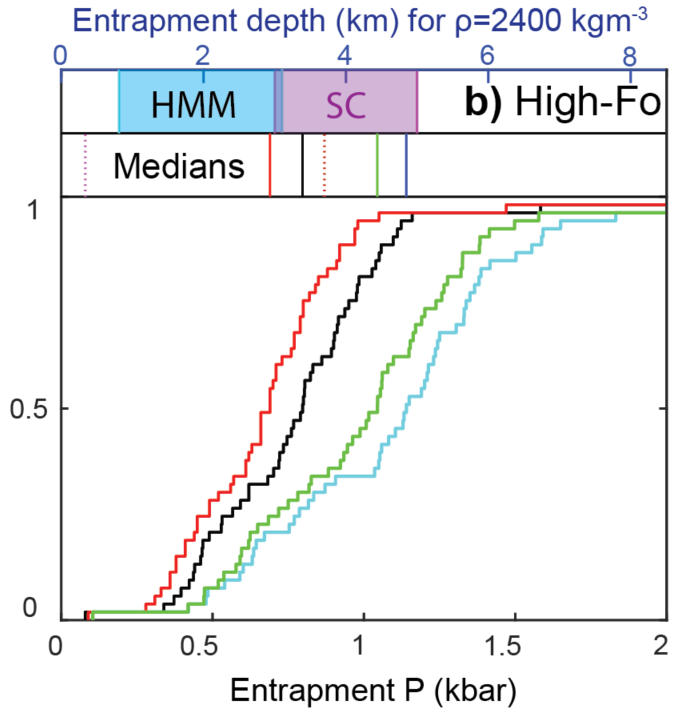 Entrapment depth (km) for ρ=2400 kgm-3
0 2 4 6 8
HMM SC b) High-Fo
Medians
1
0.5
0
0 0.5 1 1.5 2
Entrapment P (kbar)